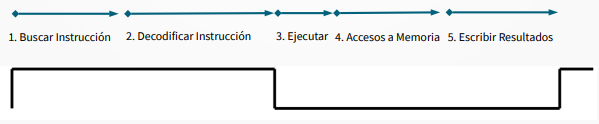 1. Buscar Instrucción 2. Decodificar Instrucción 3. Ejecutar 4. Accesos a Memoria 5. Escribir Resultados